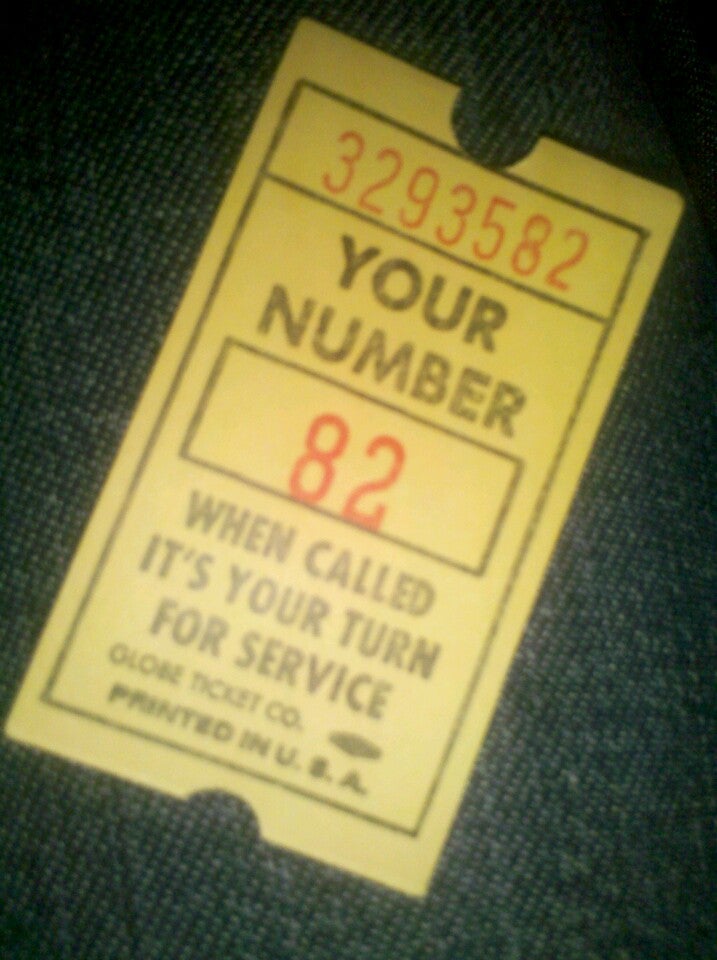 3293582
YOUR
NUMBER
82
WHEN CALLED
IT'S YOUR TURN
FOR SERVICE
GLOBE TICKET CO.
PRINTED IN U.S.A.